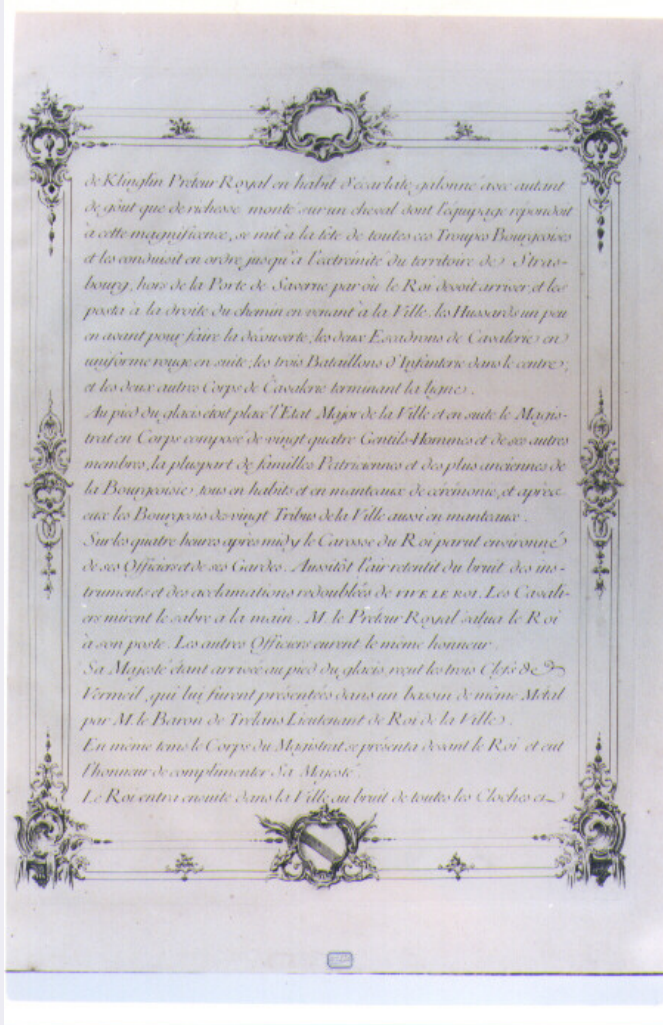 de Klinglin Préteur Royal en habit d'écarlate, galonné avec autant
de goût que de richesse monté sur un cheval dont l'équipage répondoit
à cette magnificence, se mit à la tête de toutes ces Troupes Bourgeoises
et les conduisit en ordre jusqu'à l'extrémité du territoire de Stras-
bourg, hors de la Porte de Saverne par où le Roi devoit arriver, et les
posta à la droite du chemin en venant à la Ville. les Hussards un peu
en avant pour faire la découverte, les deux Escadrons de Cavalerie en
uniforme rouge en suite, les trois Bataillons d'Infanterie dans le centre,
et les deux autres Corps de Cavalerie terminant la ligne.
Au pied du glacis étoit placé l'Etat Major de la Ville et en suite le Magis-
trat en Corps composé de vingt quatre Gentils-Hommes et de ses autres
membres, la pluspart de familles Patriciennes et des plus anciennes de
la Bourgeoisie, tous en habits et en manteaux de cérémonie, et après
eux les Bourgeois de vingt Tribus de la Ville aussi en manteaux.
Sur les quatre heures après midy le Carosse du Roi parut environné
de ses Officiers et de ses Gardes. Aussitôt l'air retentit du bruit des ins-
truments et des acclamations redoublées de VIVE LE ROI. Les Cavali-
ers mirent le sabre à la main. M. le Préteur Royal salua le Roi
à son poste. Les autres Officiers eurent le même honneur.
Sa Majesté étant arrivée au pied du glacis, reçut les trois Clefs de
Vermeil, qui lui furent présentées dans un bassin de même Métal
par M. le Baron de Trelans Lieutenant de Roi de la Ville.
En même tems le Corps du Magistrat se présenta devant le Roi et eut
l'honneur de complimenter Sa Majesté.
Le Roi entra ensuite dans la Ville au bruit de toutes les Cloches et